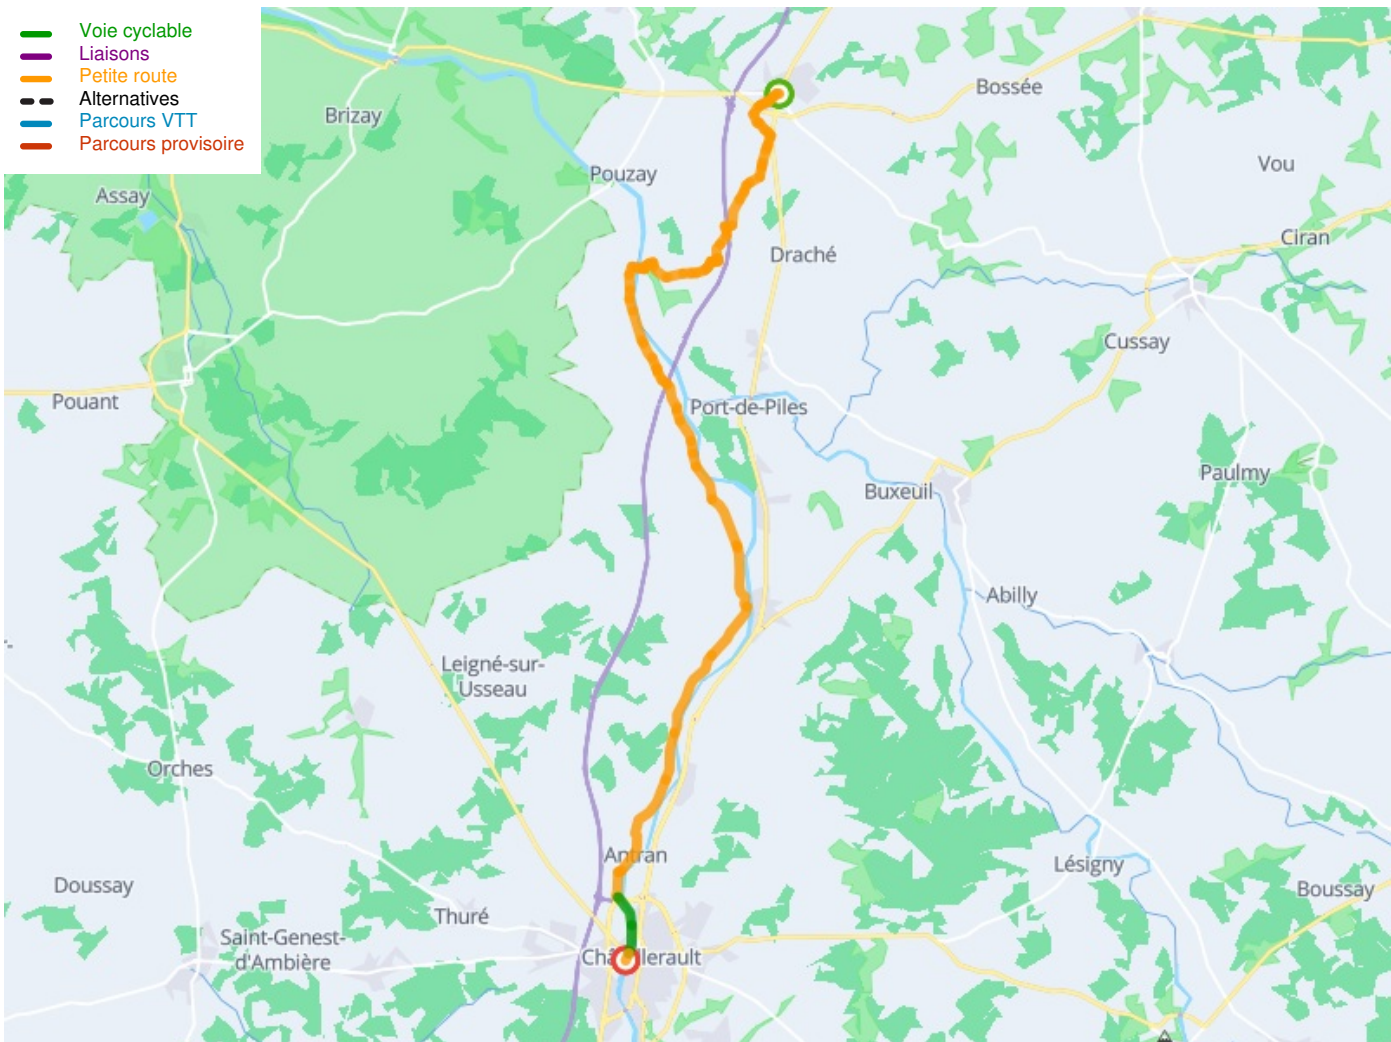 Voie cyclable
Liaisons
Petite route
Alternatives
Parcours VTT
Parcours provisoire
Bossée
Brizay
Vou
Pouzay
Assay
Ciran
Draché
Cussay
Pouant
Port-de-Piles
Paulmy
Buxeuil
Abilly
Leigné-sur-
Usseau
Orches
Antran
Lésigny
Doussay
Boussay
Thuré
Saint-Genest-
d'Ambière
Châtellerault